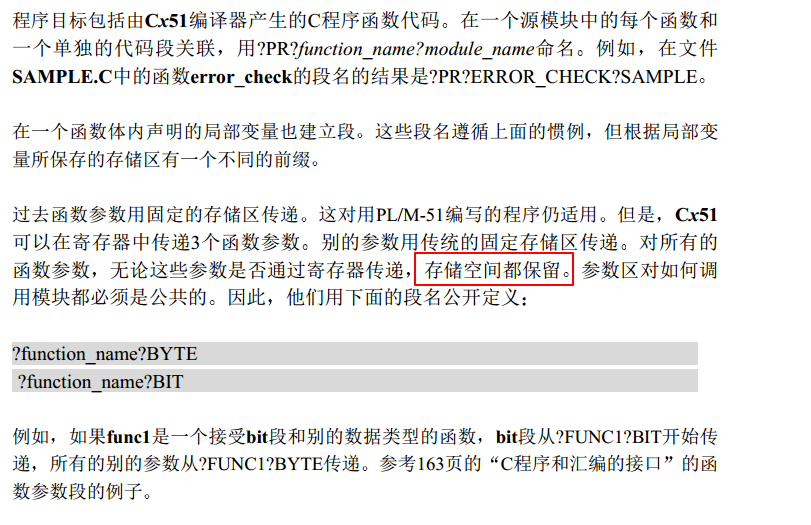 程序目标包括由Cx51编译器产生的C程序函数代码。在一个源模块中的每个函数和
一个单独的代码段关联，用?PR?function_name?module_name命名。例如，在文件
SAMPLE.C中的函数error_check的段名的结果是?PR?ERROR_CHECK?SAMPLE。
在一个函数体内声明的局部变量也建立段。这些段名遵循上面的惯例，但根据局部变
量所保存的存储区有一个不同的前缀。
过去函数参数用固定的存储区传递。这对用PL/M-51编写的程序仍适用。但是，Cx51
可以在寄存器中传递3个函数参数。别的参数用传统的固定存储区传递。对所有的
函数参数，无论这些参数是否通过寄存器传递，存储空间都保留。参数区对如何调
用模块都必须是公共的。因此，他们用下面的段名公开定义：
?function_name?BYTE
?function_name?BIT
例如，如果func1是一个接受bit段和别的数据类型的函数，bit段从?FUNC1?BIT开始传
递，所有的别的参数从?FUNC1?BYTE传递。参考163页的“C程序和汇编的接口”的函
数参数段的例子。